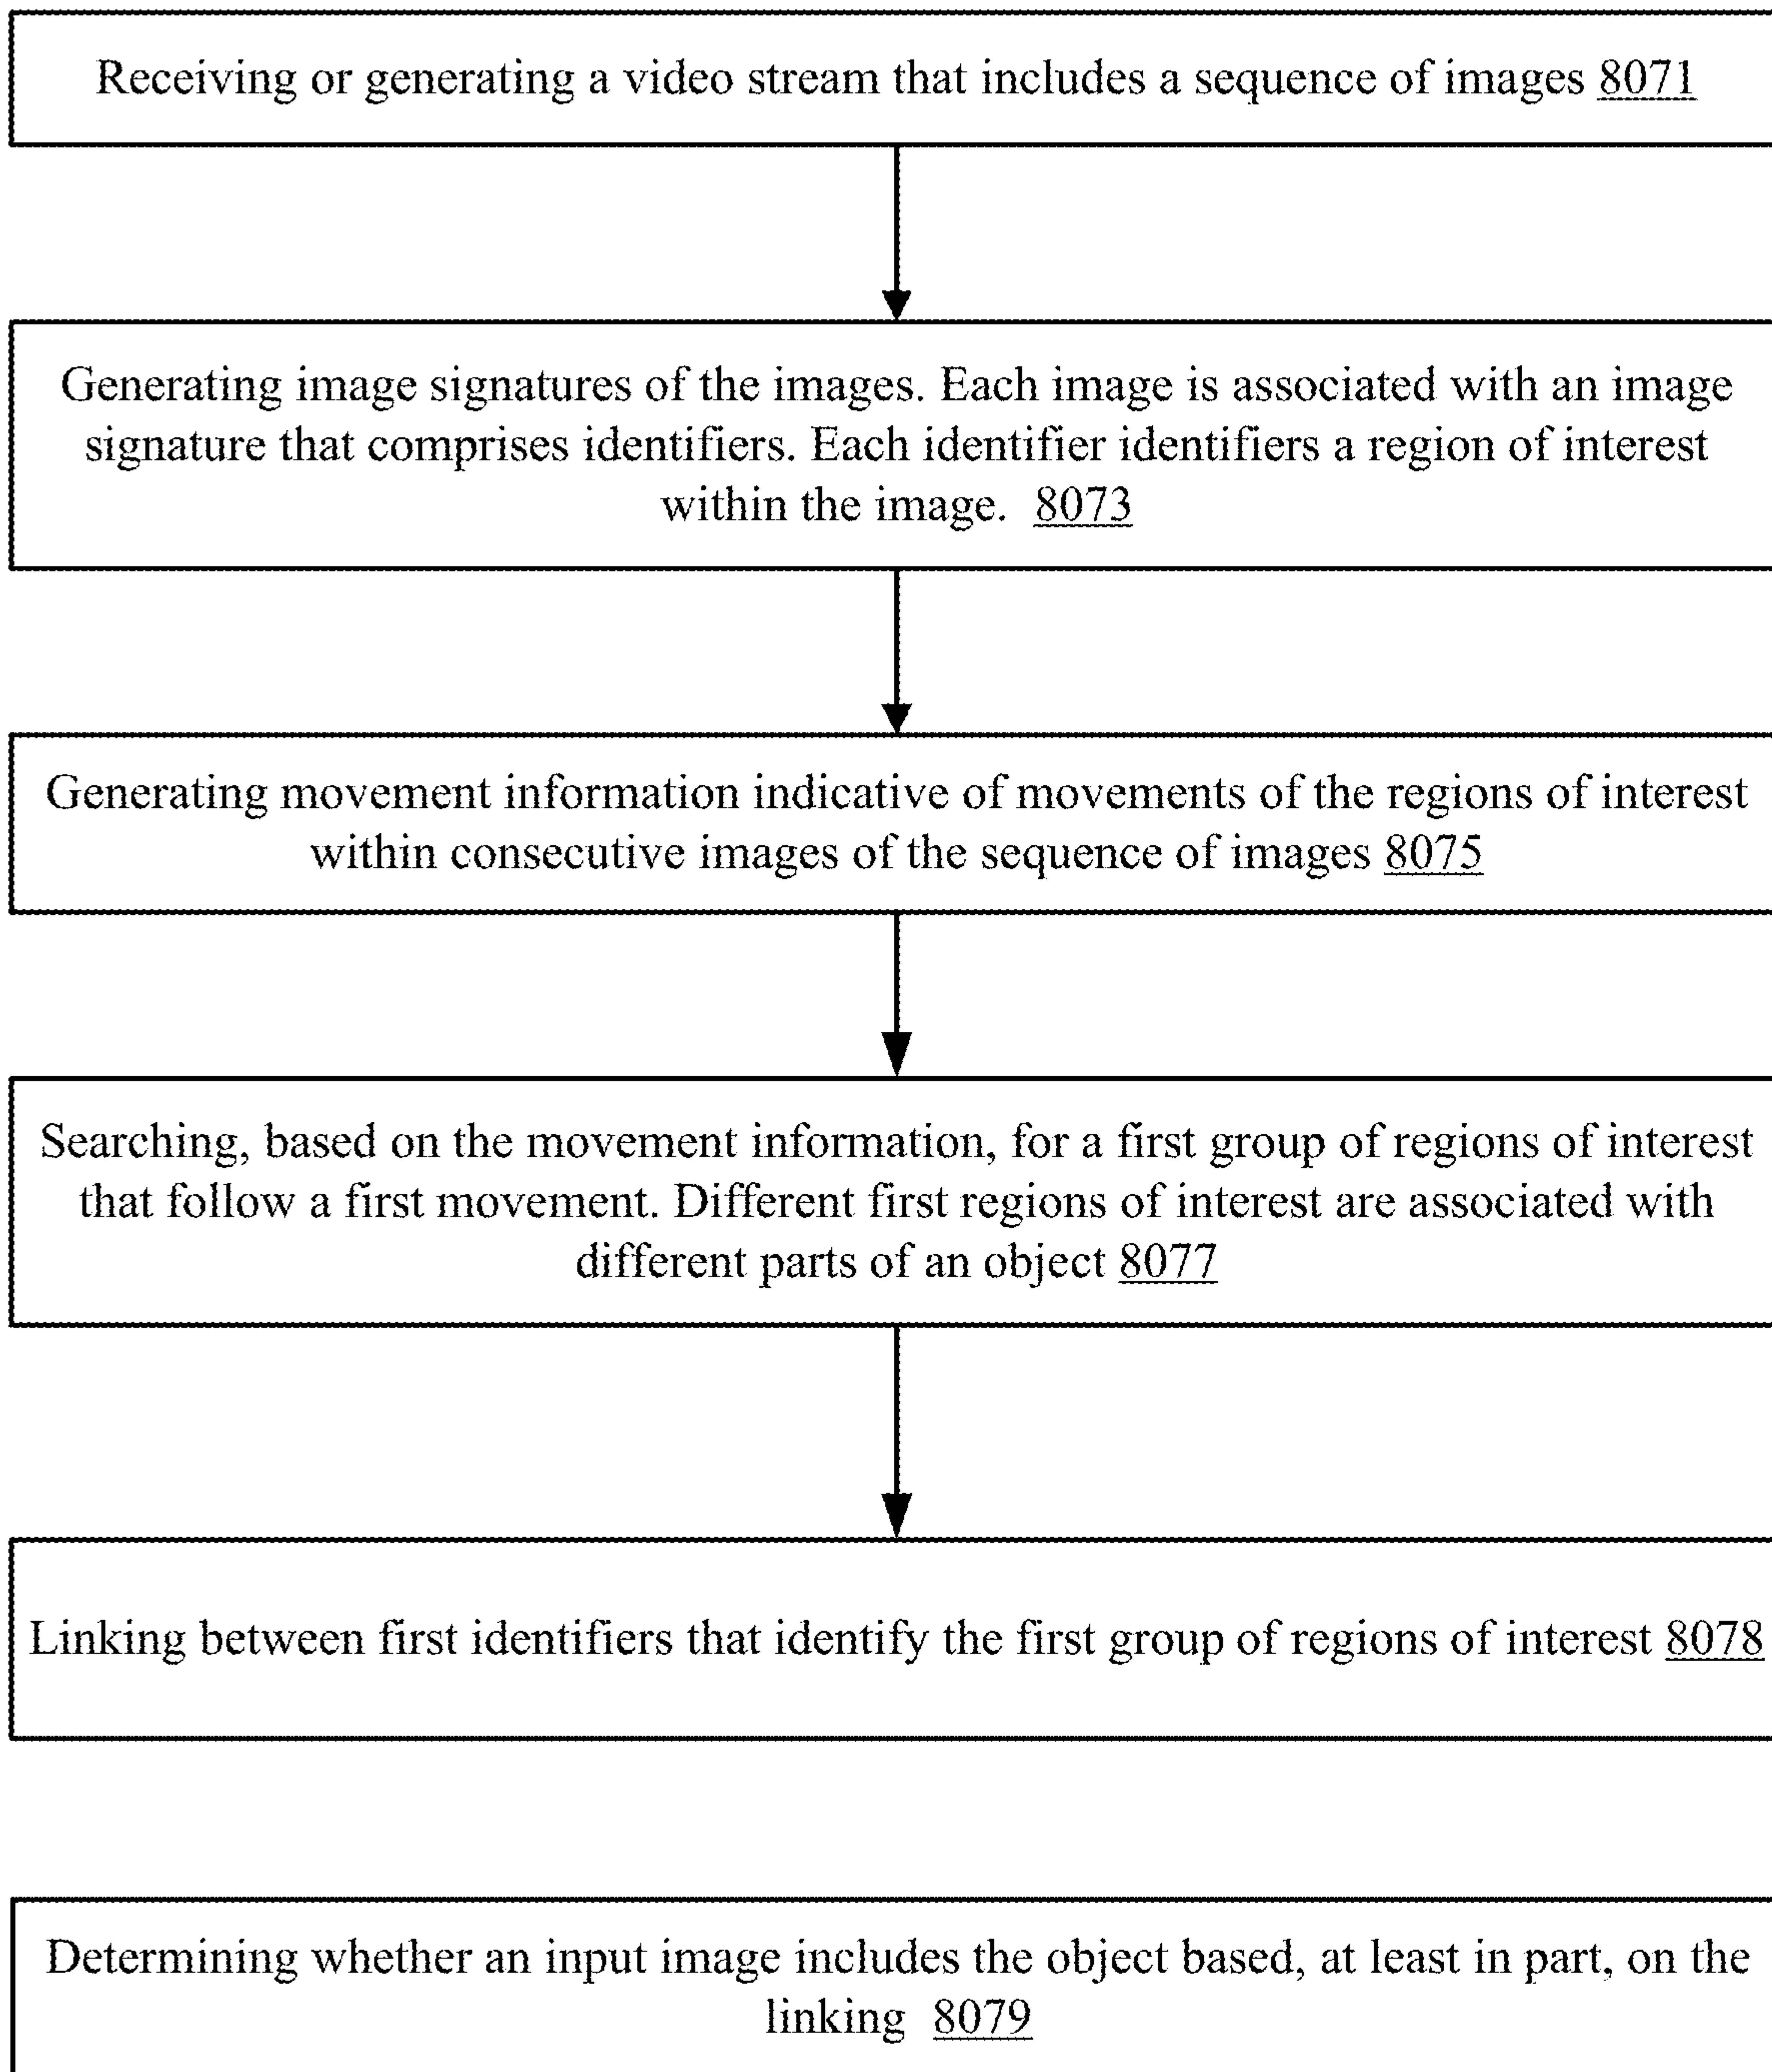 Receiving or generating a video stream that includes a sequence of images 8071
Generating image signatures of the images. Each image is associated with an image
signature that comprises identifiers. Each identifier identifiers a region of interest
within the image. 8073
Generating movement information indicative of movements of the regions of interest
within consecutive images of the sequence of images 8075
Searching, based on the movement information, for a first group of regions of interest
that follow a first movement. Different first regions of interest are associated with
different parts of an object 8077
Linking between first identifiers that identify the first group of regions of interest 8078
Determining whether an input image includes the object based, at least in part, on the
linking 8079